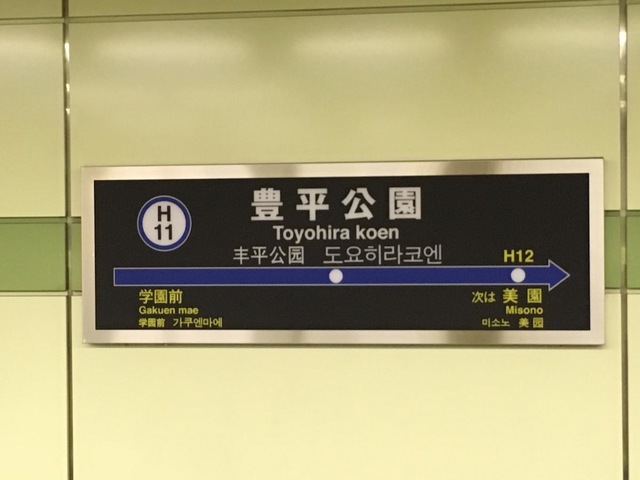 H
11
豊平公園
Toyohira koen
丰平公园 도요히라코엔
H12
学園前
Gakuen mae
学園前 가쿠엔마에
次は 美園
Misono
미소노 美园